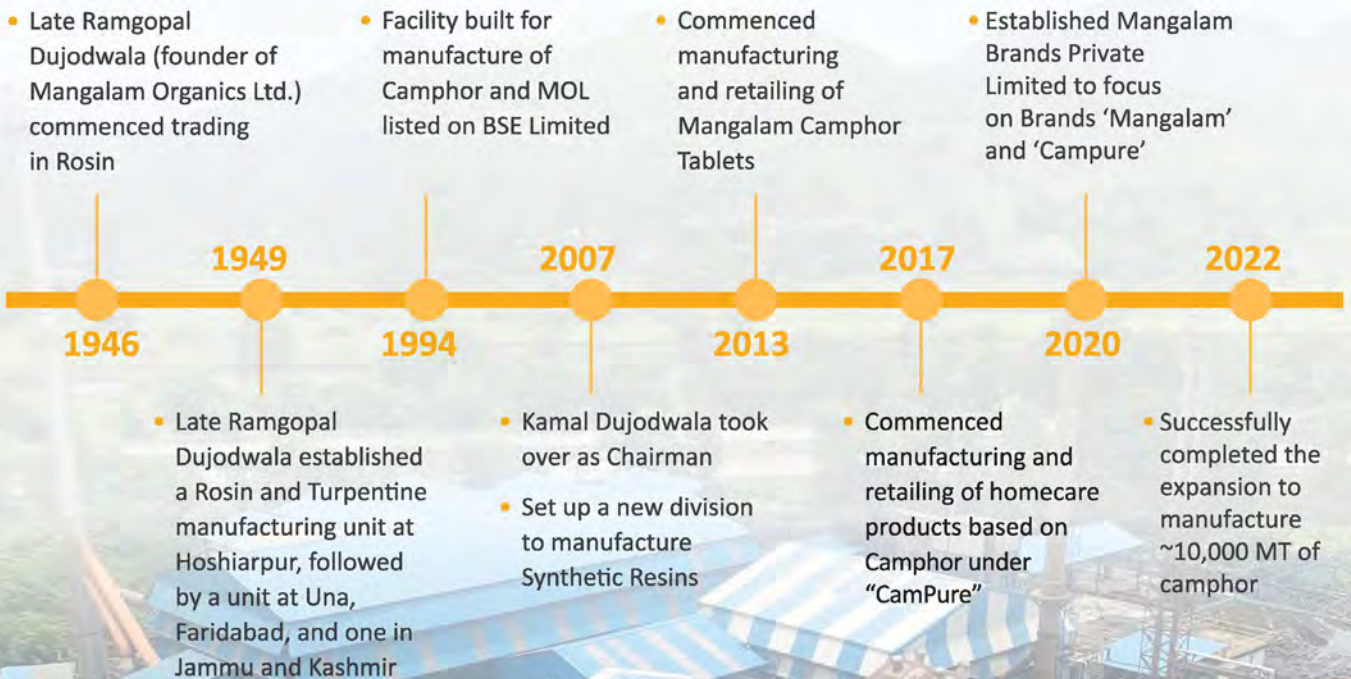 • Late Ramgopal
Dujodwala (founder of
Mangalam Organics Ltd.)
commenced trading
in Rosin
• Facility built for
manufacture of
Camphor and MOL
listed on BSE Limited
• Commenced
manufacturing
and retailing of
Mangalam Camphor
Tablets
• Established Mangalam
Brands Private
Limited to focus
on Brands ‘Mangalam’
and ‘Campure’
1946
1949
1994
2007
2013
2017
2020
2022
• Late Ramgopal
Dujodwala established
a Rosin and Turpentine
manufacturing unit at
Hoshiarpur, followed
by a unit at Una,
Faridabad, and one in
Jammu and Kashmir
• Kamal Dujodwala took
over as Chairman
• Set up a new division
to manufacture
Synthetic Resins
• Commenced
manufacturing and
retailing of homecare
products based on
Camphor under
“CamPure”
• Successfully
completed the
expansion to
manufacture
~10,000 MT of
camphor